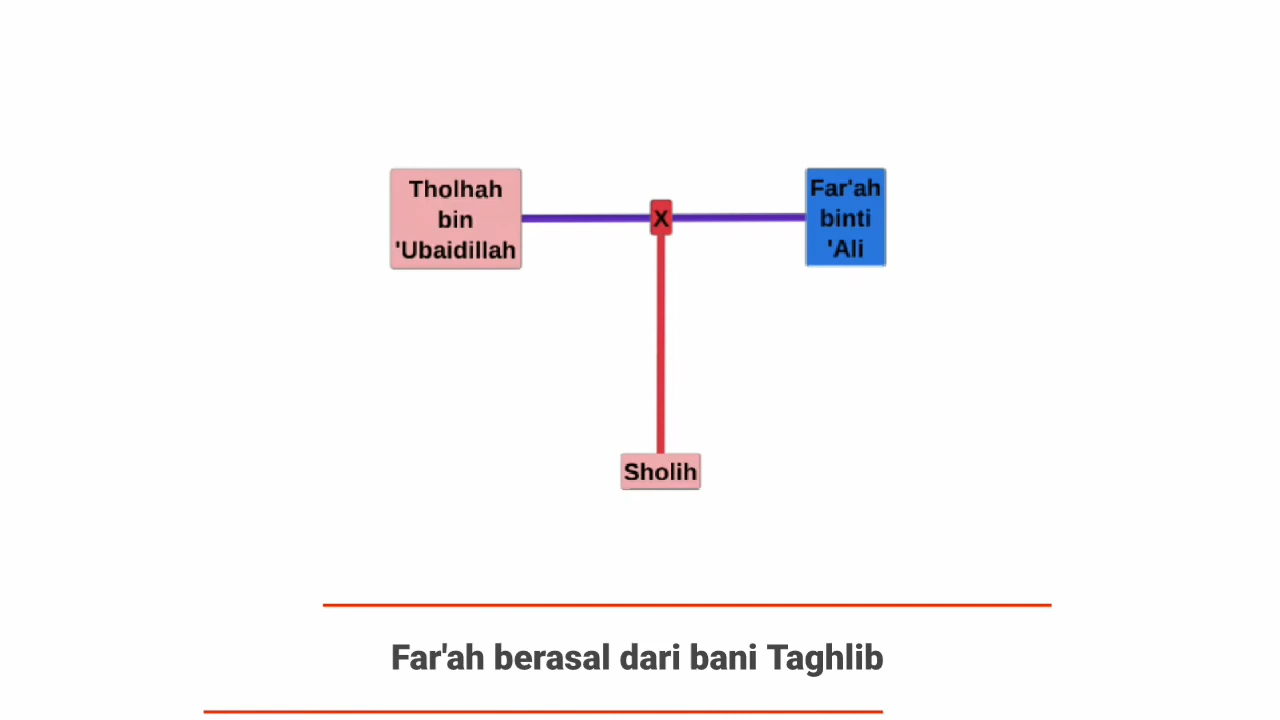 Tholhah
bin
'Ubaidillah
X
Far'ah
binti
'Ali
Sholih
Far'ah berasal dari bani Taghlib